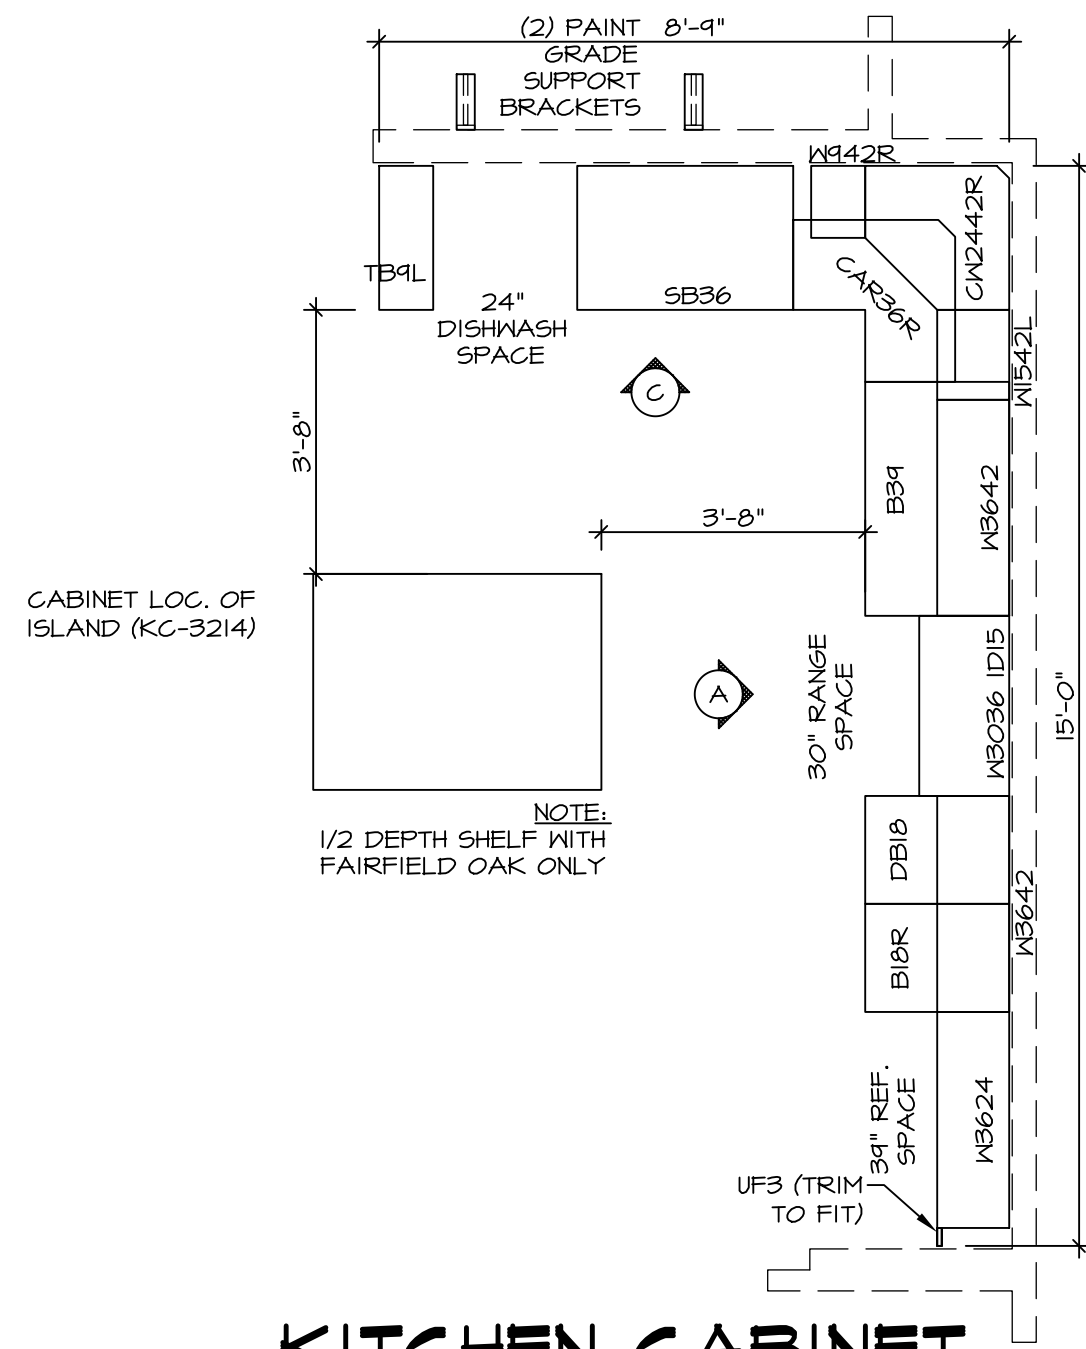 (2) PAINT
GRADE
SUPPORT
BRACKETS
8'-9"
W942R
CW2442R
TB9L
24"
DISHWASH
SPACE
SB36
CAR36R
W1542L
C
3'-8"
B39
W3642
3'-8"
CABINET LOC. OF
ISLAND (KC-3214)
A
30" RANGE
SPACE
W3036 ID15
15'-0"
NOTE:
1/2 DEPTH SHELF WITH
FAIRFIELD OAK ONLY
DB18
W3642
B18R
39" REF.
SPACE
W3624
UF3 (TRIM
TO FIT)
KITCHEN CABINET